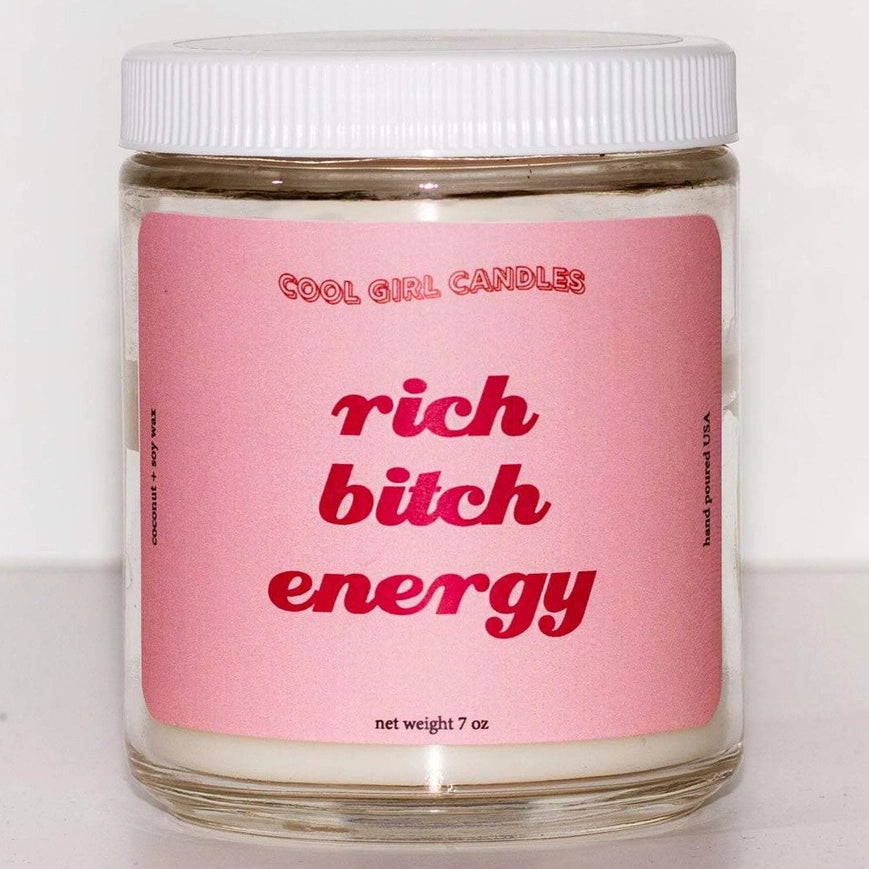 COOL GIRL CANDLES
rich
bitch
energy
coconut + soy wax
hand poured USA
net weight 7 oz